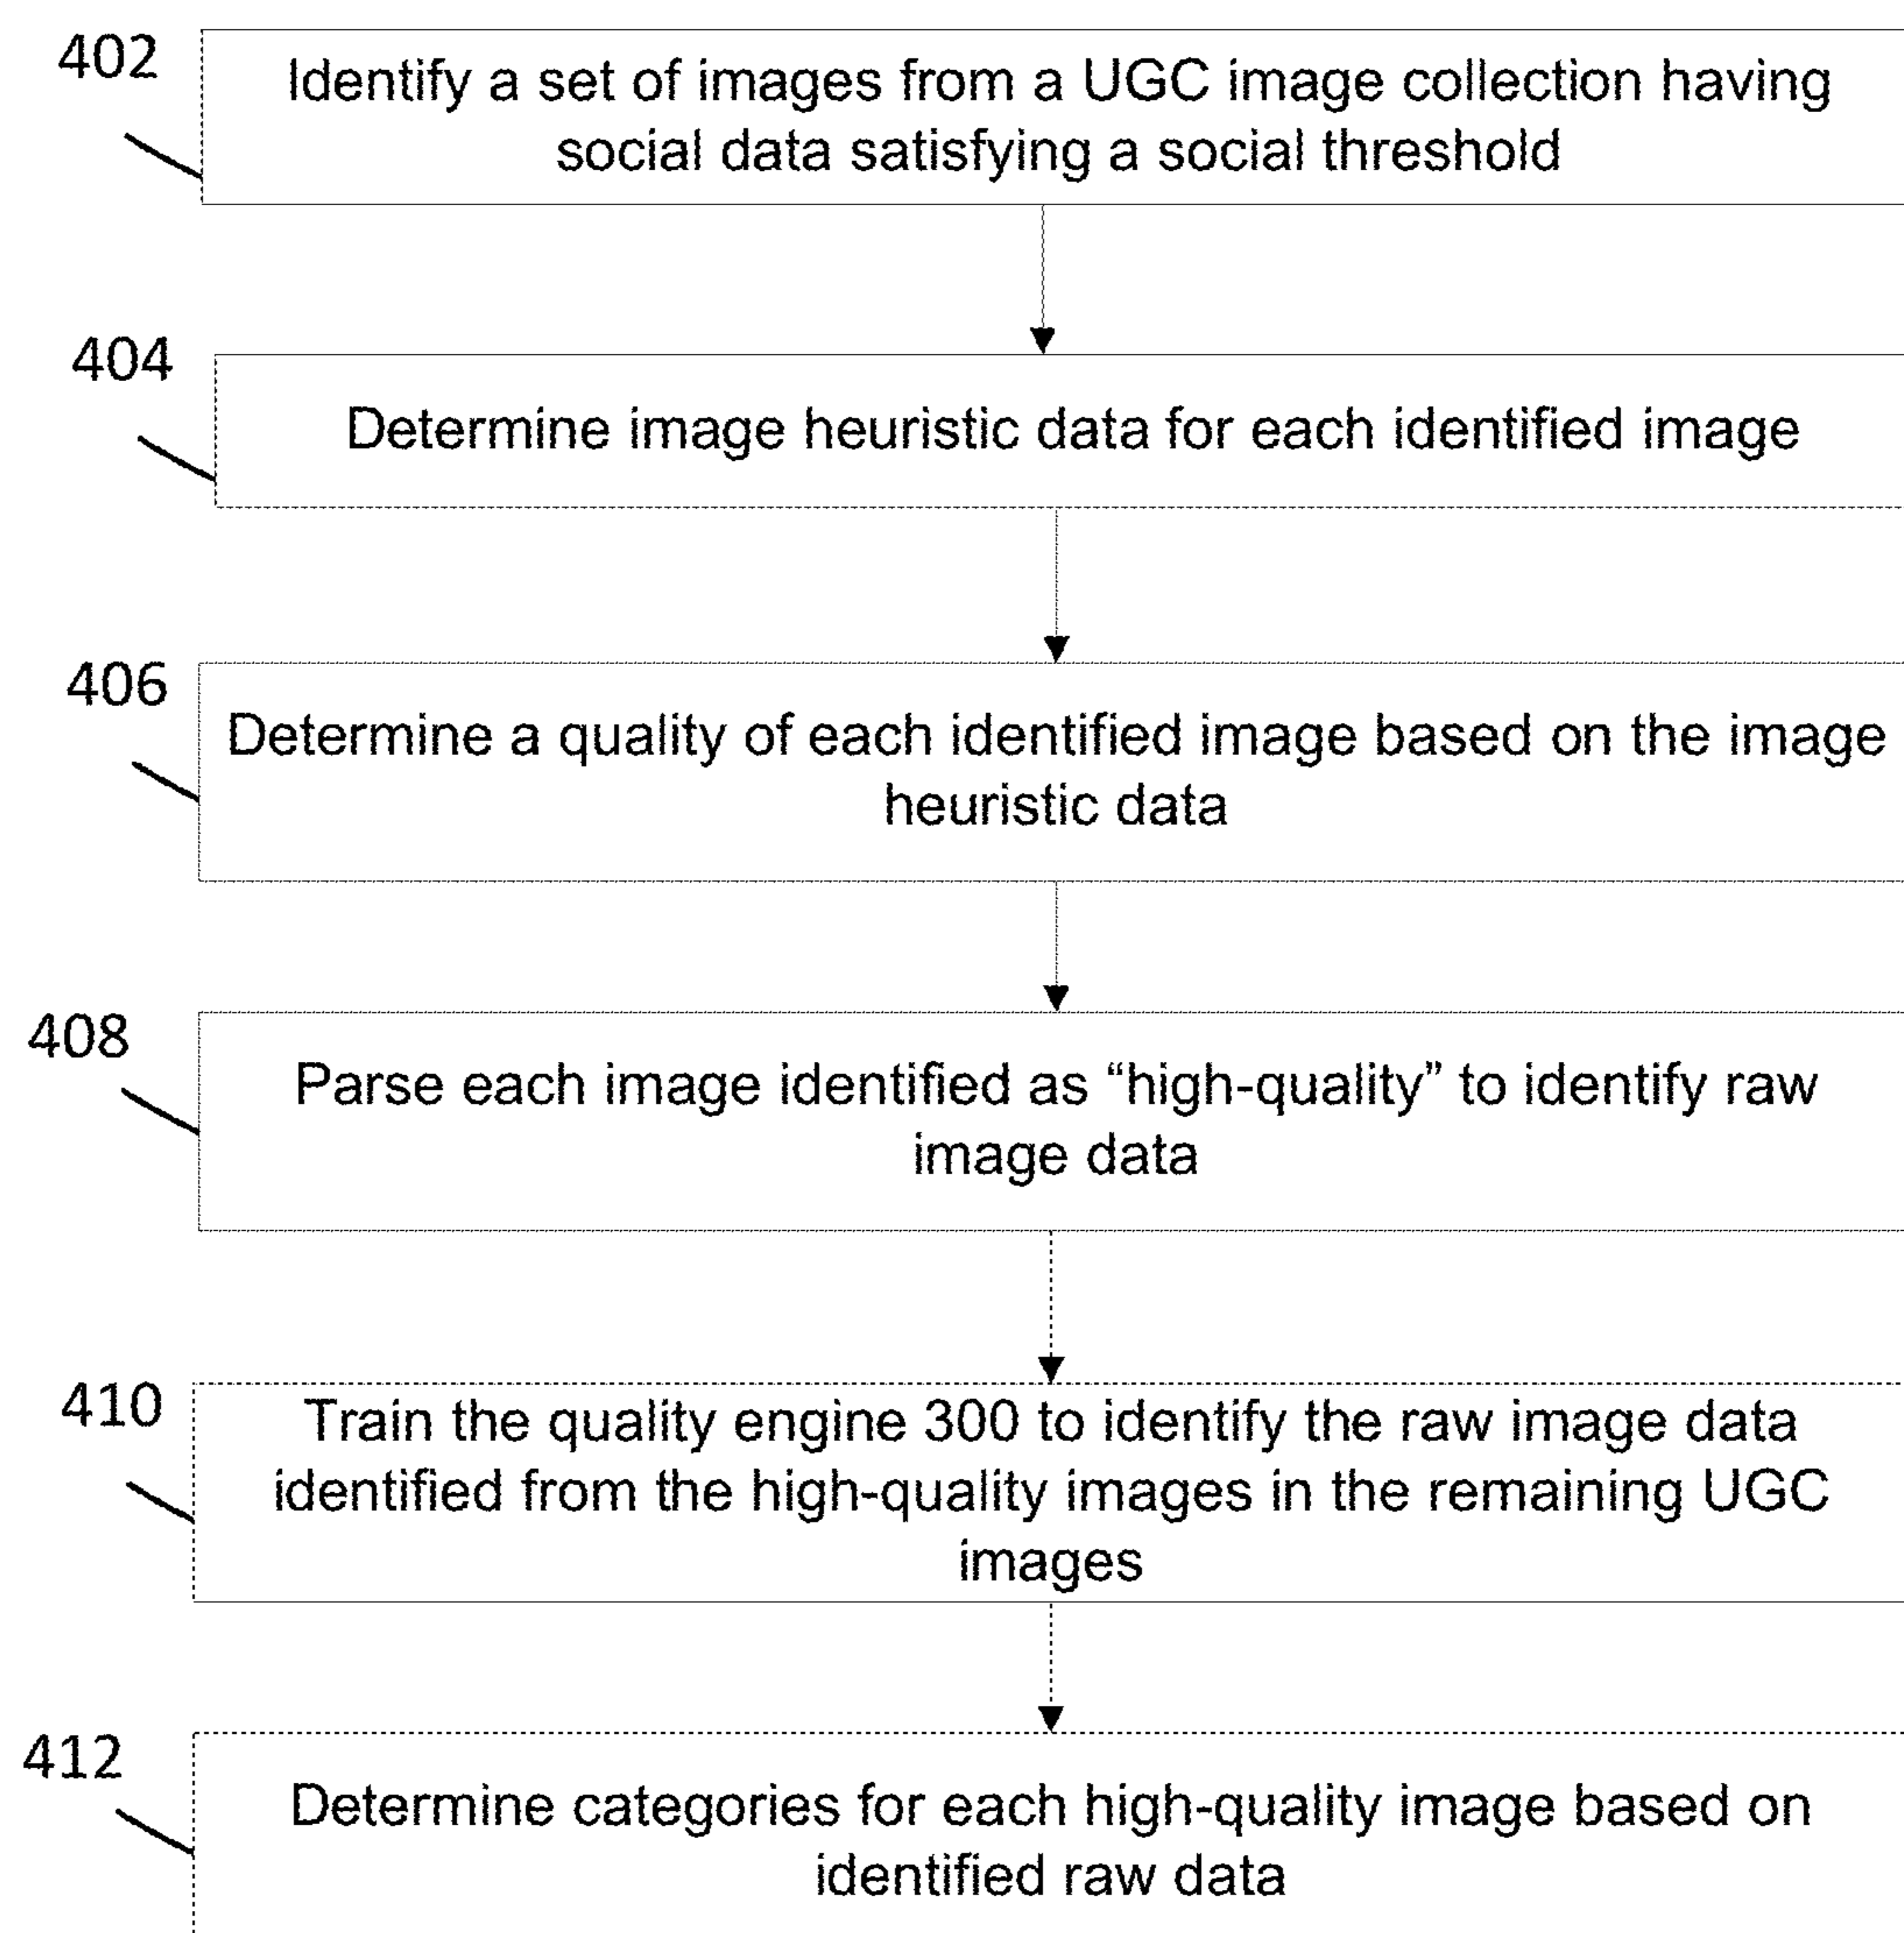 402
Identify a set of images from a UGC image collection having
social data satisfying a social threshold
404
Determine image heuristic data for each identified image
406
Determine a quality of each identified image based on the image
heuristic data
408
Parse each image identified as “high-quality” to identify raw
image data
410
Train the quality engine 300 to identify the raw image data
identified from the high-quality images in the remaining UGC
images
412
Determine categories for each high-quality image based on
identified raw data